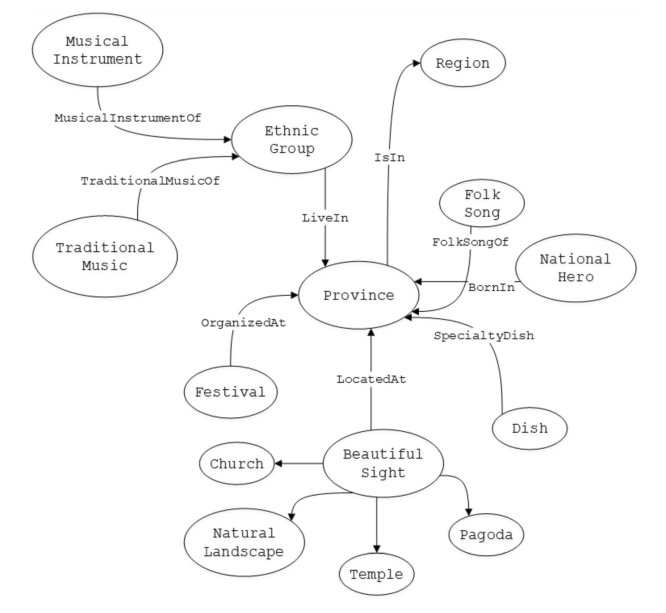 Musical
Instrument
Region
MusicalInstrumentOf
Ethnic
Group
IsIn
TraditionalMusicOf
Folk
Song
LiveIn
FolkSongOf
Traditional
Music
National
Hero
Province
BornIn
OrganizedAt
SpecialtyDish
LocatedAt
Festival
Dish
Church
Beautiful
Sight
Natural
Landscape
Pagoda
Temple